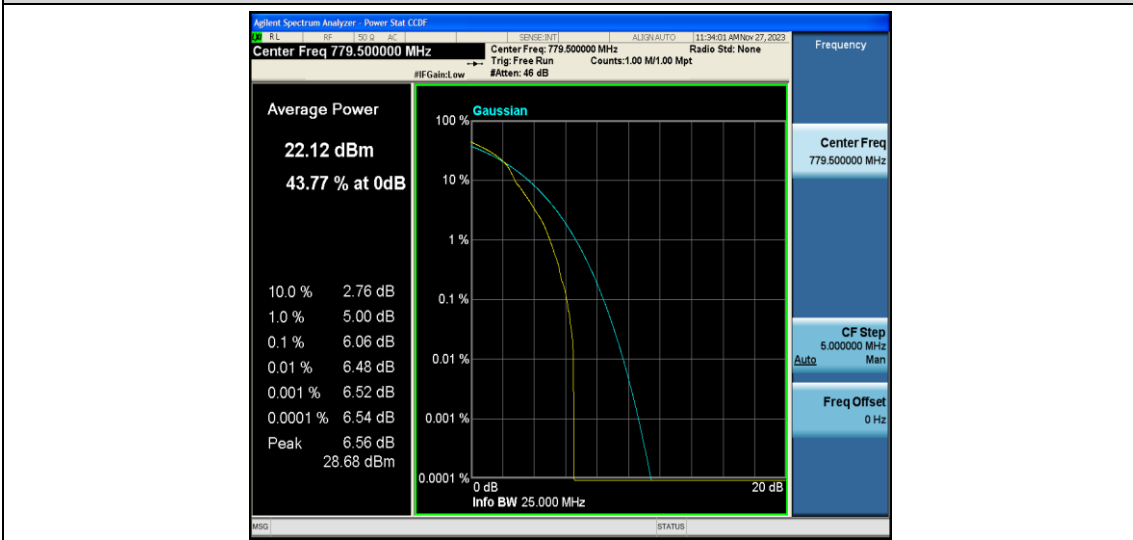 Agilent Spectrum Analyzer - Power Stat CCDF
LXI RL RF 50 Ω AC SENSE:INT ALIGN AUTO 11:34:01 AM Nov 27, 2023
Center Freq 779.500000 MHz
Center Freq: 779.500000 MHz Radio Std: None
Trig: Free Run Counts:1.00 M/1.00 Mpt
#IFGain:Low #Atten: 46 dB
Average Power
22.12 dBm
43.77 % at 0dB
10.0 % 2.76 dB
1.0 % 5.00 dB
0.1 % 6.06 dB
0.01 % 6.48 dB
0.001 % 6.52 dB
0.0001 % 6.54 dB
Peak 6.56 dB
28.68 dBm
Gaussian
100 %
10 %
1 %
0.1 %
0.01 %
0.001 %
0.0001 %
0 dB 20 dB
Info BW 25.000 MHz
Frequency
Center Freq
779.500000 MHz
CF Step
5.000000 MHz
Auto Man
Freq Offset
0 Hz
MSG STATUS